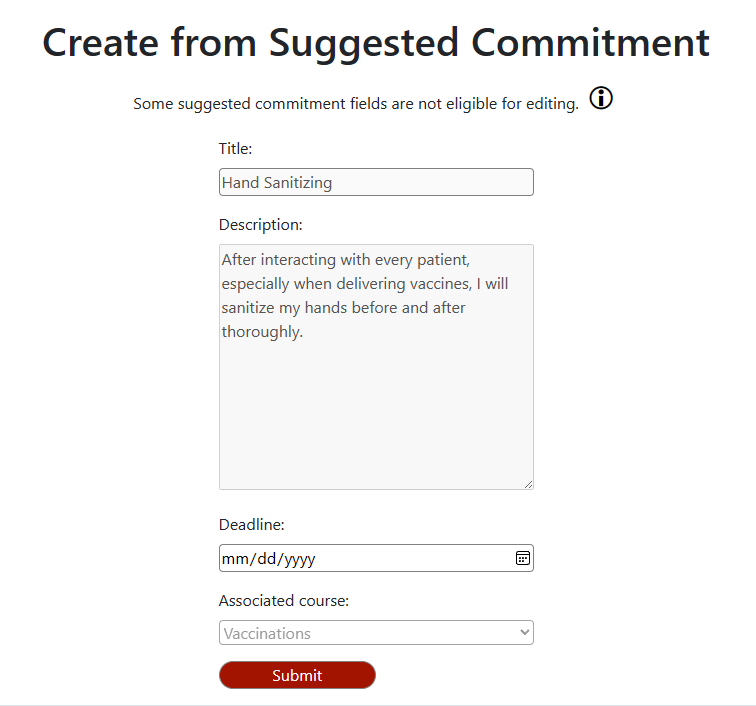 Create from Suggested Commitment
Some suggested commitment fields are not eligible for editing.
Title:
Hand Sanitizing
Description:
After interacting with every patient,
especially when delivering vaccines, I will
sanitize my hands before and after
thoroughly.
Deadline:
mm/dd/yyyy
Associated course:
Vaccinations
Submit